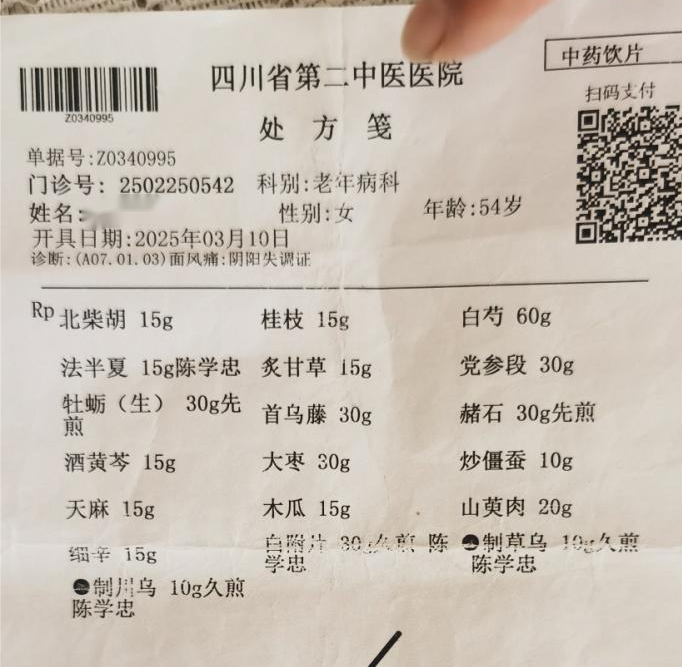 中药饮片
四川省第二中医医院
扫码支付
Z0340995
处 方 笺
单据号:Z0340995
门诊号: 2502250542 科别:老年病科
姓名: 性别:女 年龄:54岁
开具日期:2025年03月10日
诊断:(A07.01.03)面风痛:阴阳失调证
Rp 北柴胡 15g 桂枝 15g 白芍 60g
法半夏 15g陈学忠 炙甘草 15g 党参段 30g
牡蛎（生） 30g先煎 首乌藤 30g 赭石 30g先煎
酒黄芩 15g 大枣 30g 炒僵蚕 10g
天麻 15g 木瓜 15g 山萸肉 20g
细辛 15g 白附片 30 久煎 陈学忠 制草乌 10g久煎 陈学忠
制川乌 10g久煎 陈学忠